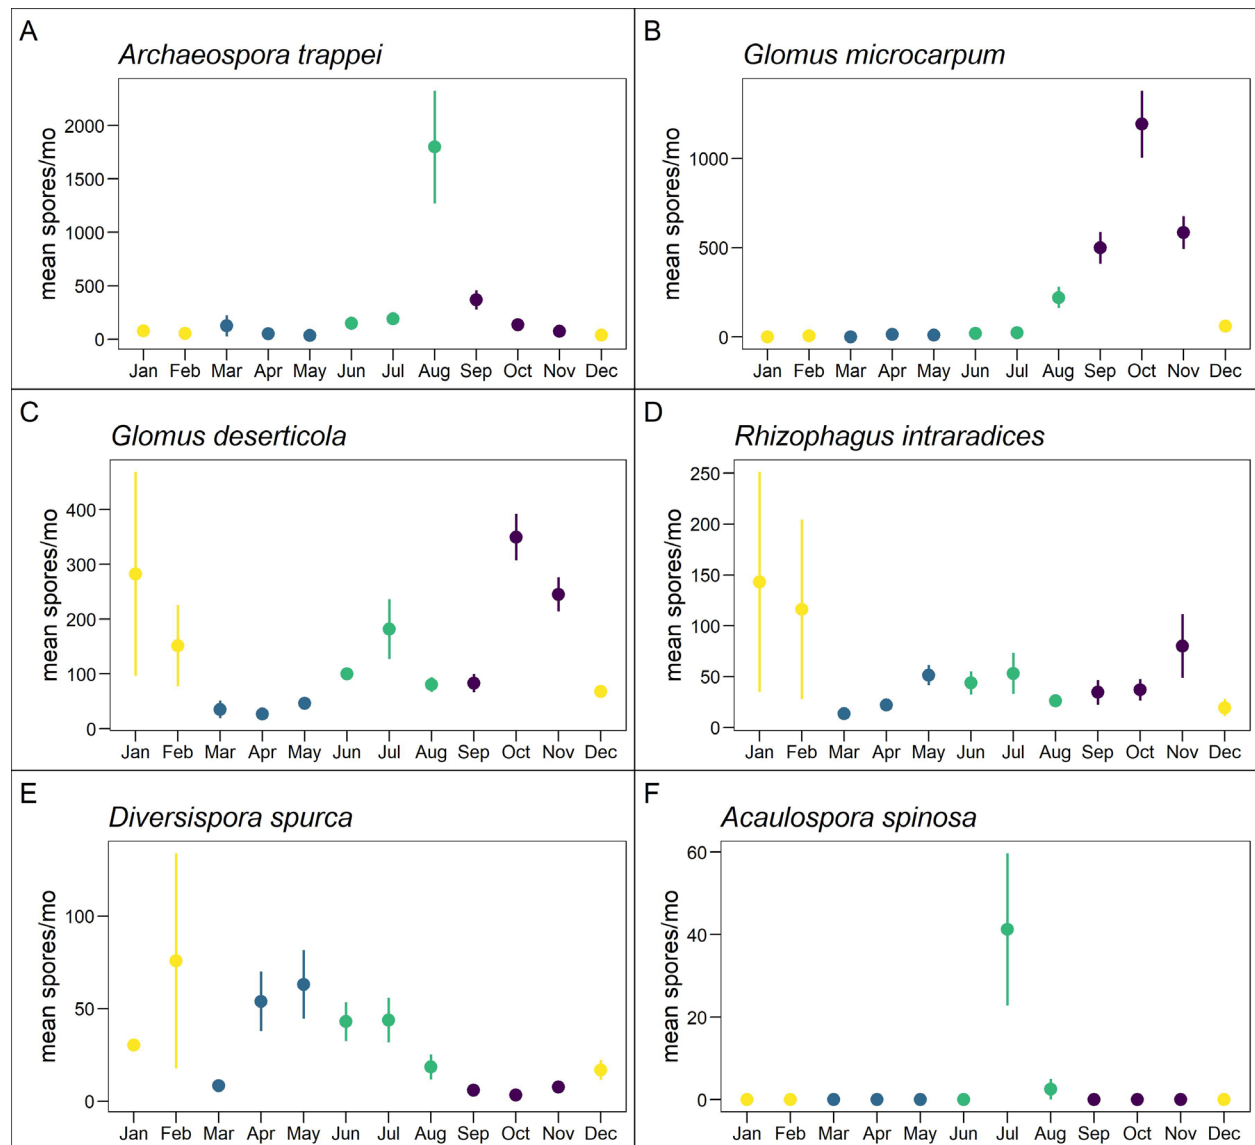 A
Archaeospora trappei
mean spores/mo
2000
1500
1000
500
0
Jan Feb Mar Apr May Jun Jul Aug Sep Oct Nov Dec
B
Glomus microcarpum
mean spores/mo
1000
500
0
Jan Feb Mar Apr May Jun Jul Aug Sep Oct Nov Dec
C
Glomus deserticola
mean spores/mo
400
300
200
100
0
Jan Feb Mar Apr May Jun Jul Aug Sep Oct Nov Dec
D
Rhizophagus intraradices
mean spores/mo
250
200
150
100
50
0
Jan Feb Mar Apr May Jun Jul Aug Sep Oct Nov Dec
E
Diversispora spurca
mean spores/mo
100
50
0
Jan Feb Mar Apr May Jun Jul Aug Sep Oct Nov Dec
F
Acaulospora spinosa
mean spores/mo
60
40
20
0
Jan Feb Mar Apr May Jun Jul Aug Sep Oct Nov Dec